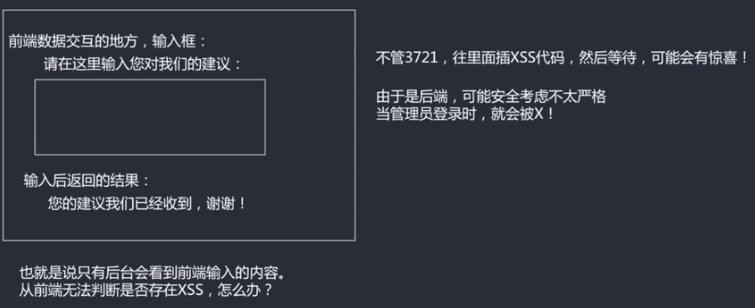 前端数据交互的地方，输入框：
请在这里输入您对我们的建议：
输入后返回的结果：
您的建议我们已经收到，谢谢！
不管3721，往里面插XSS代码，然后等待，可能会有惊喜！
由于是后端，可能安全考虑不太严格
当管理员登录时，就会被X！
也就是说只有后台会看到前端输入的内容。
从前端无法判断是否存在XSS，怎么办？